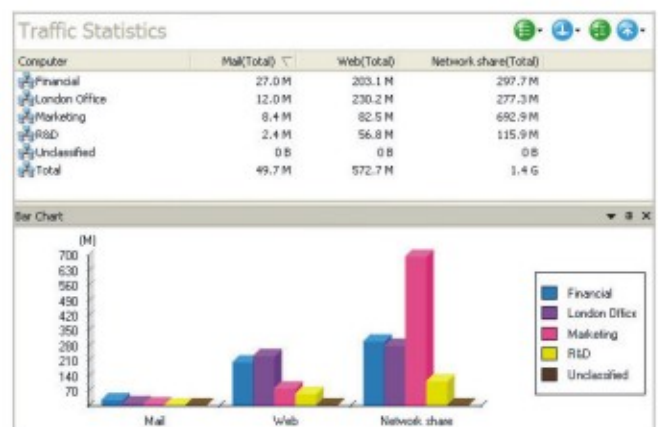 Traffic Statistics
Computer Mail(Total) Web(Total) Network share(Total)
Financial 27.0 M 203.1 M 297.7 M
London Office 12.0 M 230.2 M 277.3 M
Marketing 8.4 M 82.5 M 692.9 M
R&D 2.4 M 56.8 M 115.9 M
Unclassified 0 B 0 B 0 B
Total 49.7 M 572.7 M 1.4 G
Bar Chart
(M)
700
630
560
490
420
350
280
210
140
70
Financial
London Office
Marketing
R&D
Unclassified
Mail Web Network share